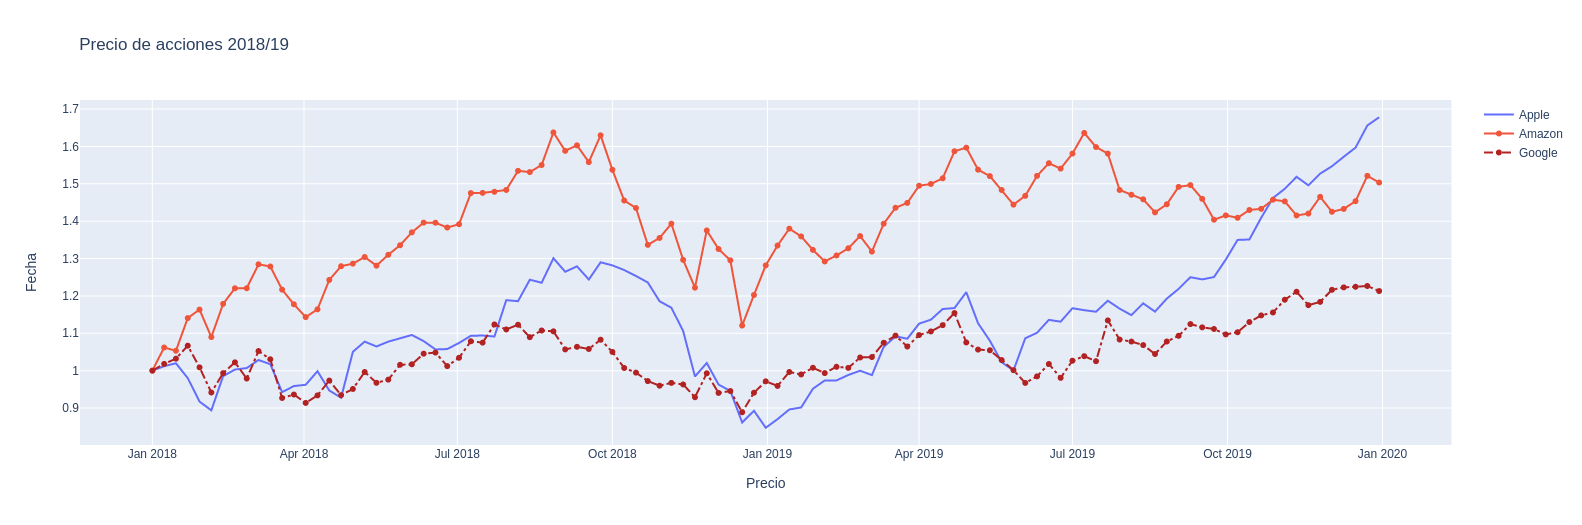 Precio de acciones 2018/19
1.7
1.6
1.5
1.4
1.3
1.2
1.1
1
0.9
Fecha
Jan 2018 Apr 2018 Jul 2018 Oct 2018 Jan 2019 Apr 2019 Jul 2019 Oct 2019 Jan 2020
Precio
Apple
Amazon
Google